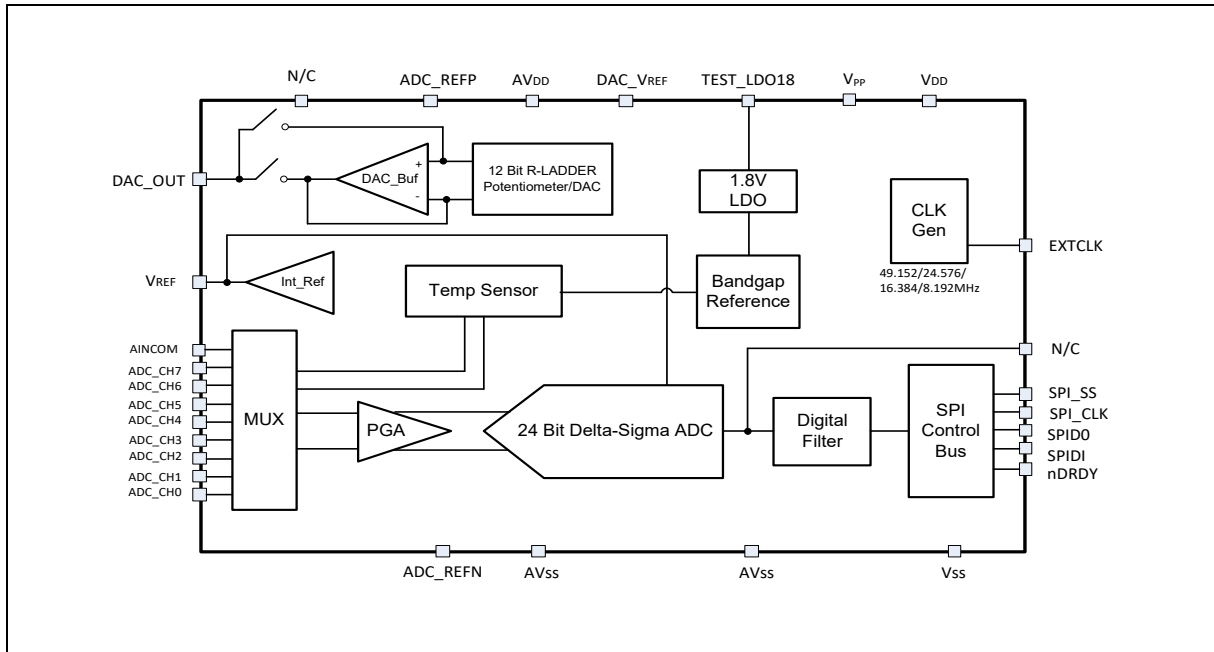 N/C
ADC_REFP
AVDD
DAC_VREF
TEST_LDO18
VPP
VDD
DAC_OUT
+
DAC_Buf
-
12 Bit R-LADDER
Potentiometer/DAC
1.8V
LDO
CLK
Gen
EXTCLK
49.152/24.576/
16.384/8.192MHz
VREF
Int_Ref
Temp Sensor
Bandgap
Reference
N/C
AINCOM
ADC_CH7
ADC_CH6
ADC_CH5
ADC_CH4
ADC_CH3
ADC_CH2
ADC_CH1
ADC_CH0
MUX
PGA
24 Bit Delta-Sigma ADC
Digital
Filter
SPI
Control
Bus
SPI_SS
SPI_CLK
SPID0
SPIDI
nDRDY
ADC_REFN
AVss
AVss
Vss